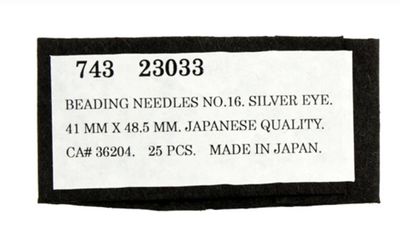 743 23033
BEADING NEEDLES NO.16. SILVER EYE.
41 MM X 48.5 MM. JAPANESE QUALITY.
CA# 36204. 25 PCS. MADE IN JAPAN.